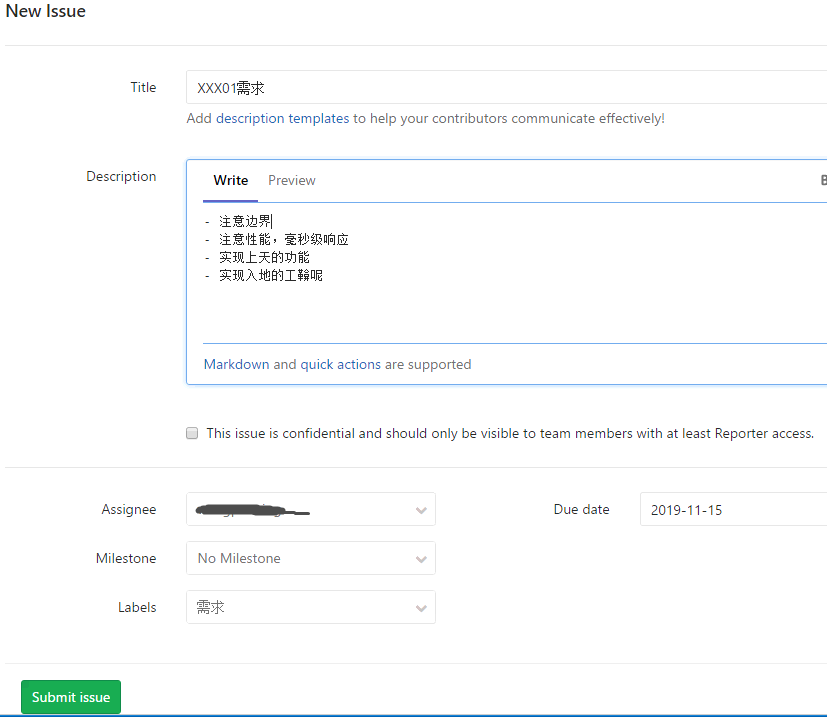 New Issue
Title
XXX01需求
Add description templates to help your contributors communicate effectively!
Description
Write Preview B
- 注意边界
- 注意性能，毫秒级响应
- 实现上天的功能
- 实现入地的工鞥呢
Markdown and quick actions are supported
This issue is confidential and should only be visible to team members with at least Reporter access.
Assignee
Due date 2019-11-15
Milestone No Milestone
Labels 需求
Submit issue